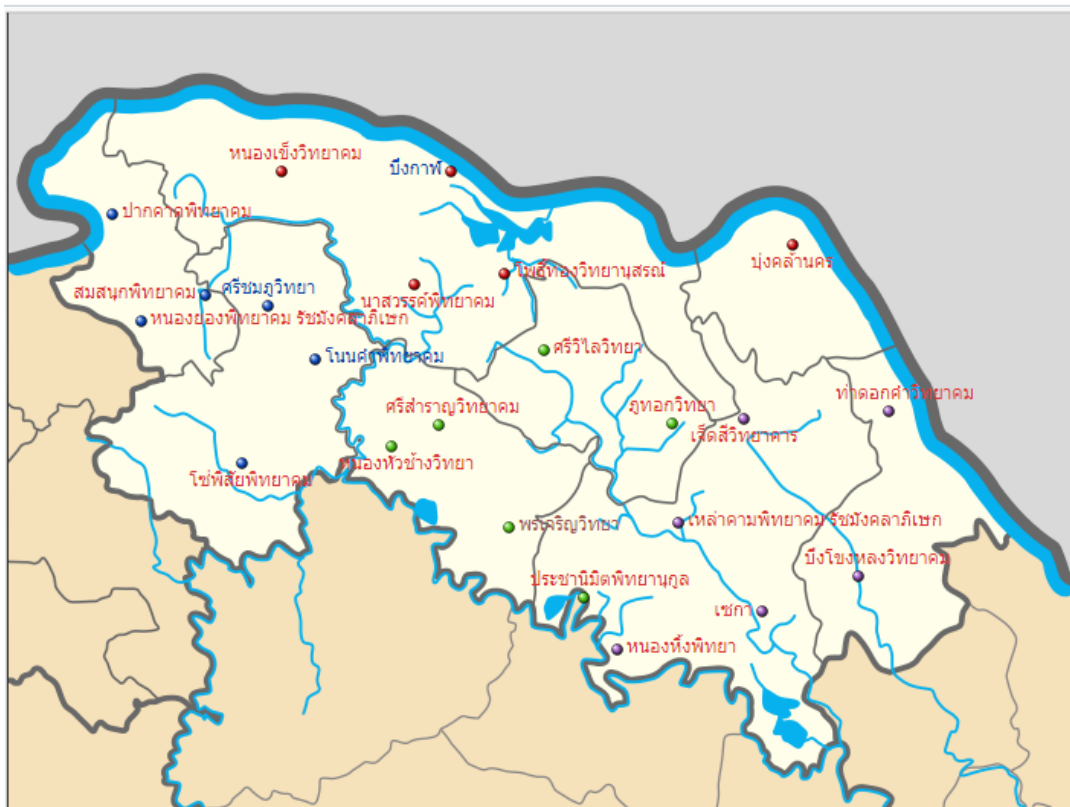 หนองเข็งวิทยาคม
บึงกาฬ
ปากคาดพิทยาคม
บุ่งคล้านคร
โพธิ์ทองวิทยานุสรณ์
ศรีชมภูวิทยา
สมสนุกพิทยาคม
นาสวรรค์พิทยาคม
หนองยองพิทยาคม รัชมังคลาภิเษก
ศรีวิไลวิทยา
โนนคำพิทยาคม
ท่าดอกคำวิทยาคม
ศรีสำราญวิทยาคม
ภูทอกวิทยา
เลิดสีวิทยาคาร
หนองหัวช้างวิทยา
โซ่พิสัยพิทยาคม
พรเจริญวิทยา
เหล่าคามพิทยาคม รัชมังคลาภิเษก
บึงโขงหลงวิทยาคม
ประชานิมิตพิทยานุกูล
เซกา
หนองหิ้งพิทยา